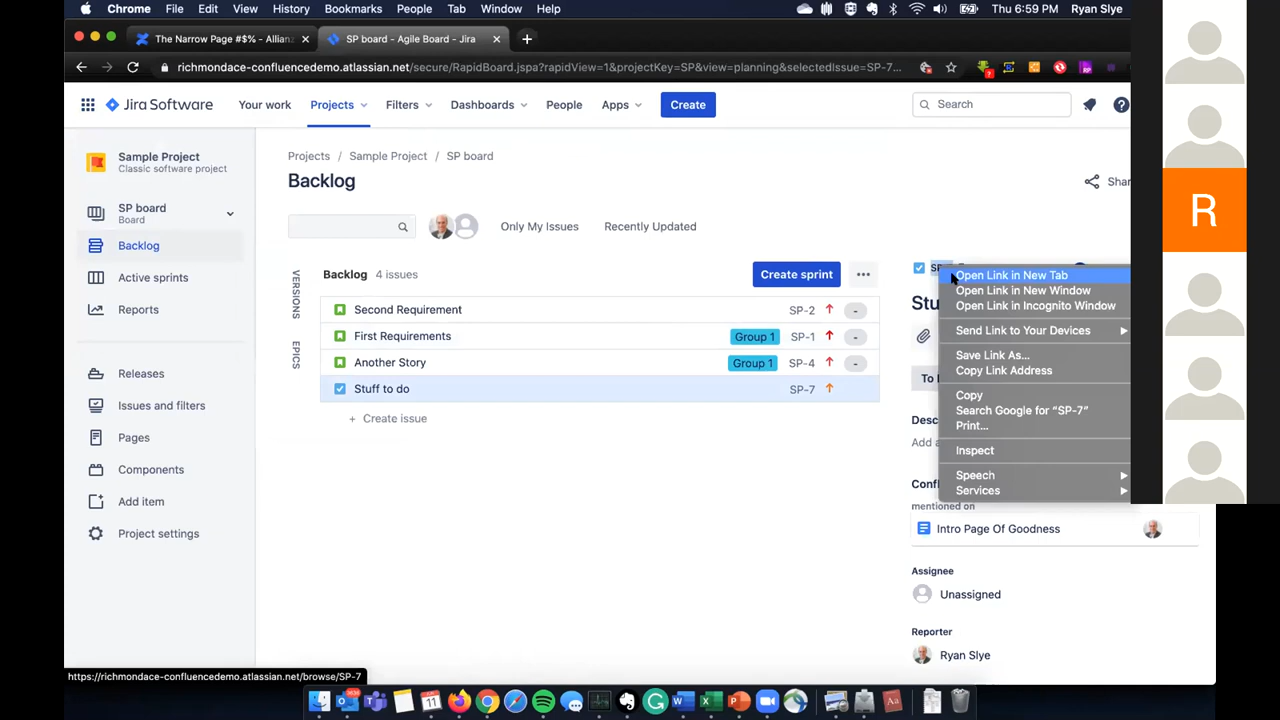 Chrome File Edit View History Bookmarks People Tab Window Help Thu 6:59 PM Ryan Slye
The Narrow Page #$% - Allian
SP board - Agile Board - Jira
richmondace-confluencedemo.atlassian.net/secure/RapidBoard.jspa?rapidView=1&projectKey=SP&view=planning&selectedIssue=SP-7...
Jira Software Your work Projects Filters Dashboards People Apps Create Search
Sample Project
Classic software project
SP board
Board
Backlog
Active sprints
Reports
Releases
Issues and filters
Pages
Components
Add item
Project settings
Projects / Sample Project / SP board
Backlog
Shar
Only My Issues Recently Updated
VERSIONS
EPICS
Backlog 4 issues Create sprint
Second Requirement SP-2 -
First Requirements Group 1 SP-1 -
Another Story Group 1 SP-4 -
Stuff to do SP-7 -
+ Create issue
SP
Stu
To
Desc
Add a
Confl
mentioned on
Intro Page Of Goodness
Assignee
Unassigned
Reporter
Ryan Slye
Open Link in New Tab
Open Link in New Window
Open Link in Incognito Window
Send Link to Your Devices
Save Link As...
Copy Link Address
Copy
Search Google for “SP-7”
Print...
Inspect
Speech
Services
R
https://richmondace-confluencedemo.atlassian.net/browse/SP-7